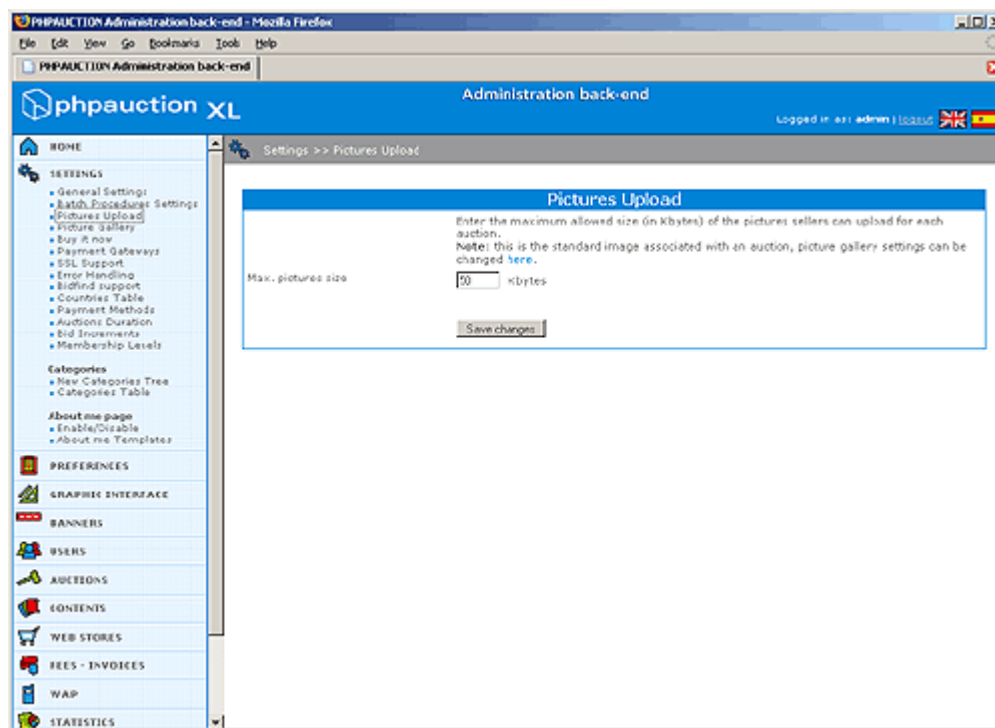 PHPAUCTION Administration back-end - Mozilla Firefox
File Edit View Go Bookmarks Tools Help
PHPAUCTION Administration back-end
phpauction XL
Administration back-end
Logged in as: admin | logout
HOME
Settings >> Pictures Upload
SETTINGS
General Settings
Batch Procedures Settings
Pictures Upload
Picture Gallery
Buy it now
Payment Gateways
SSL Support
Error Handling
Bidfind support
Countries Table
Payment Methods
Auctions Duration
Bid Increments
Membership Levels
Categories
New Categories Tree
Categories Table
About me page
Enable/Disable
About me Templates
PREFERENCES
GRAPHIC INTERFACE
BANNERS
USERS
AUCTIONS
CONTENTS
WEB STORES
FEES - INVOICES
WAP
STATISTICS
Pictures Upload
Enter the maximum allowed size (in Kbytes) of the pictures sellers can upload for each
auction.
Note: this is the standard image associated with an auction, picture gallery settings can be
changed here.
Max. pictures size
50 Kbytes
Save changes